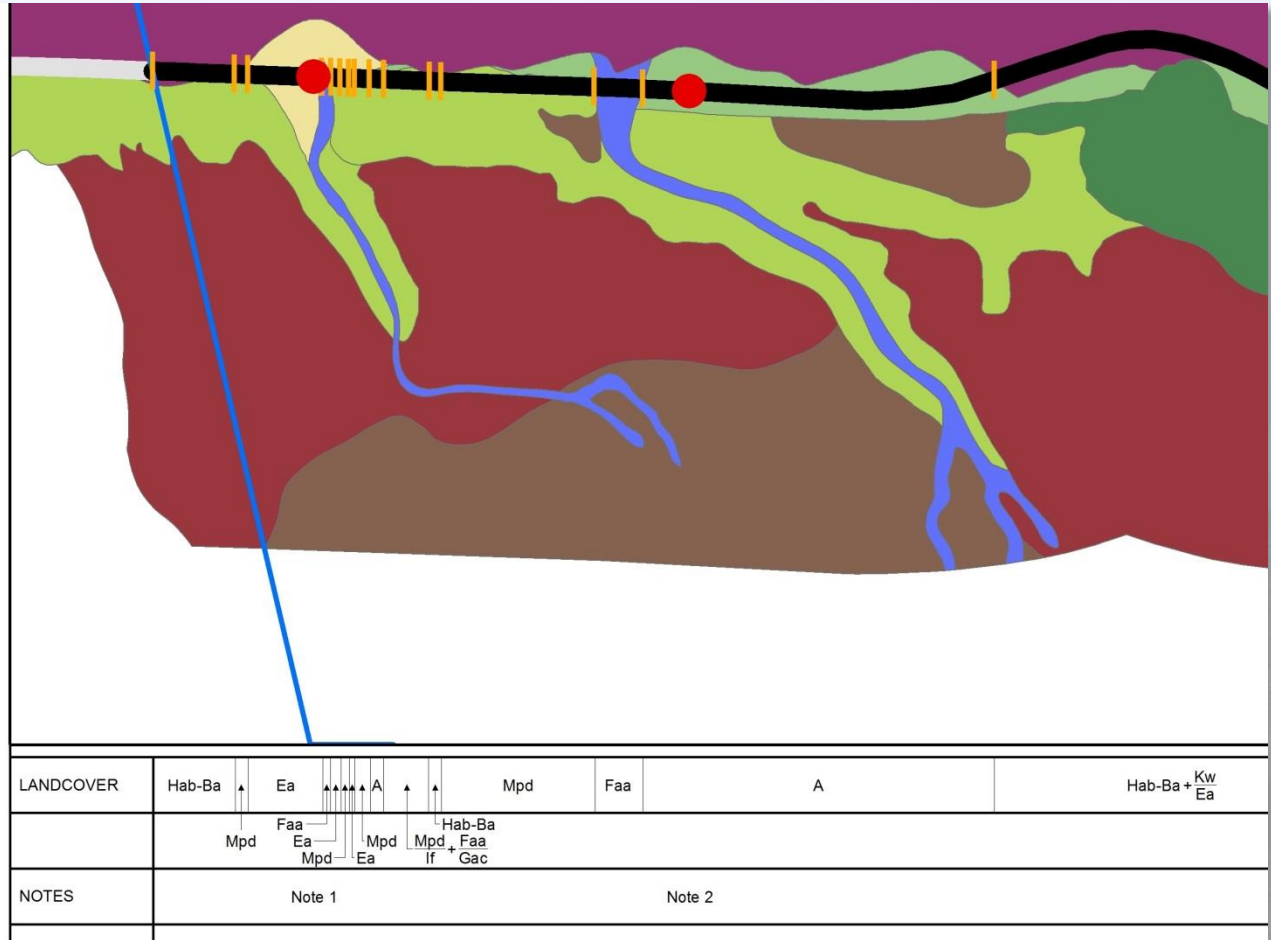 LANDCOVER
Hab-Ba Ea A Mpd Faa A Hab-Ba + Kw
Ea
Mpd Faa Ea Mpd Ea Mpd Mpd
If + Faa
Gac Hab-Ba
NOTES Note 1 Note 2